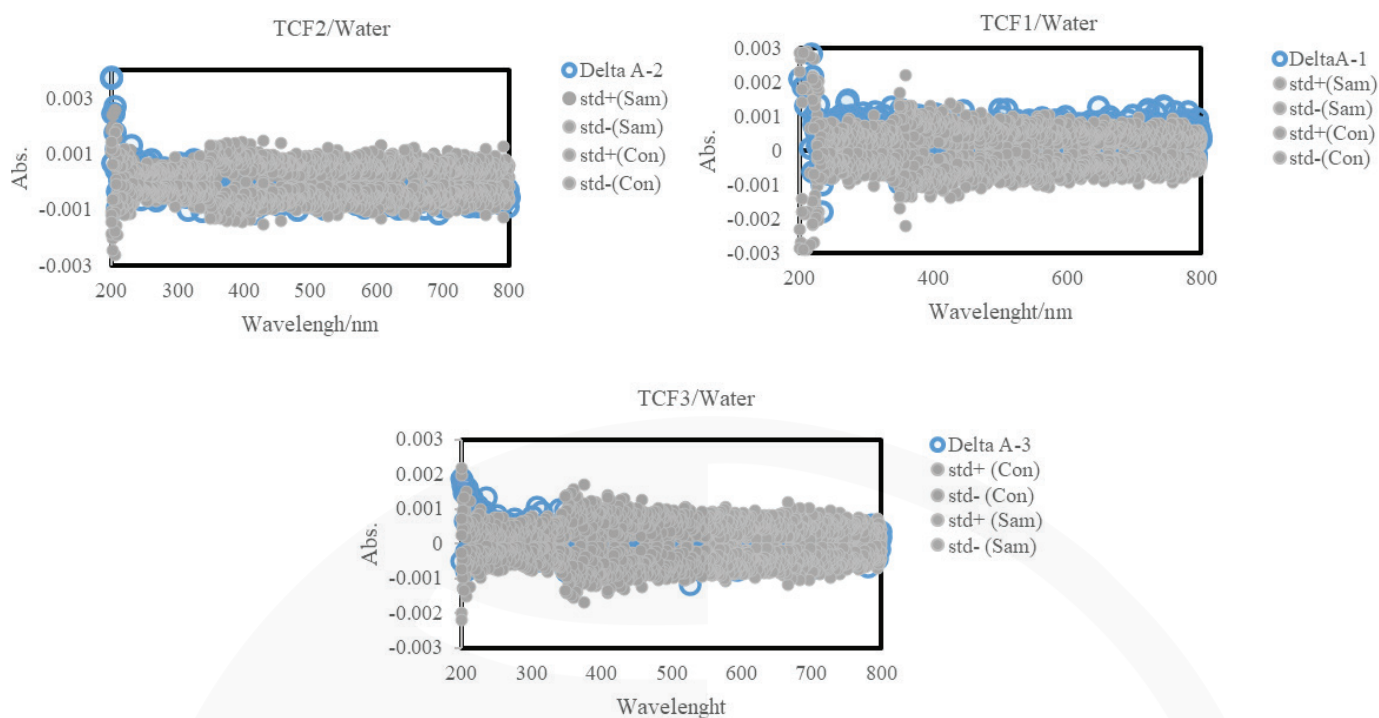 TCF2/Water
Delta A-2
std+(Sam)
std-(Sam)
std+(Con)
std-(Con)
Abs.
0.003
0.001
-0.001
-0.003
200 300 400 500 600 700 800
Wavelengh/nm
TCF1/Water
DeltaA-1
std+(Sam)
std-(Sam)
std+(Con)
std-(Con)
Abs.
0.003
0.002
0.001
0
-0.001
-0.002
-0.003
200 400 600 800
Wavelenght/nm
TCF3/Water
Delta A-3
std+ (Con)
std- (Con)
std+ (Sam)
std- (Sam)
Abs.
0.003
0.002
0.001
0
-0.001
-0.002
-0.003
200 300 400 500 600 700 800
Wavelenght